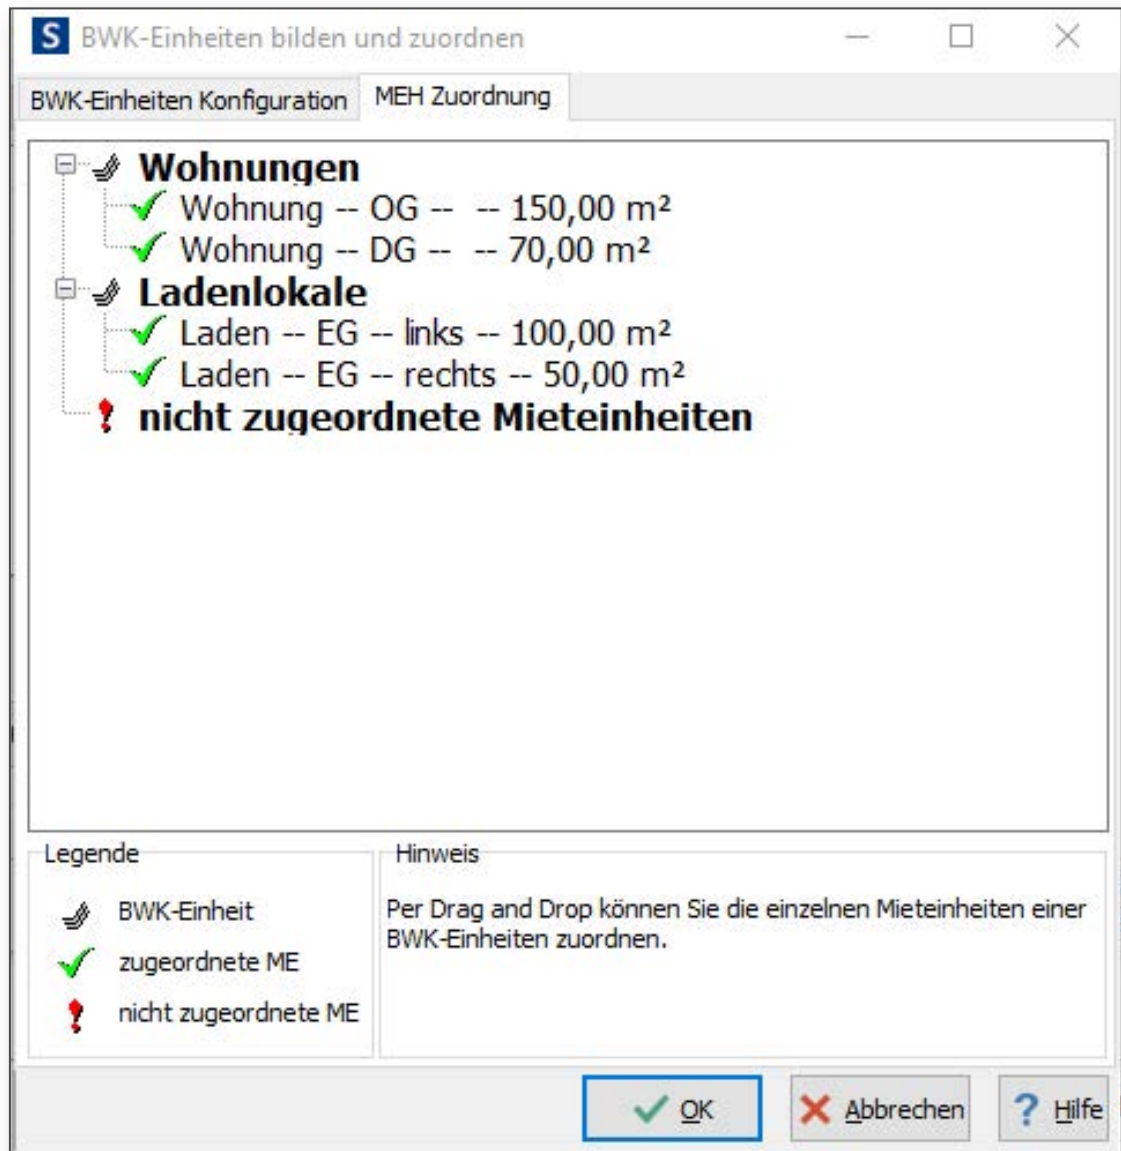 S BWK-Einheiten bilden und zuordnen
BWK-Einheiten Konfiguration MEH Zuordnung
Wohnungen
Wohnung -- OG -- -- 150,00 m²
Wohnung -- DG -- -- 70,00 m²
Ladenlokale
Laden -- EG -- links -- 100,00 m²
Laden -- EG -- rechts -- 50,00 m²
nicht zugeordnete Mieteinheiten
Legende
BWK-Einheit
zugeordnete ME
nicht zugeordnete ME
Hinweis
Per Drag and Drop können Sie die einzelnen Mieteinheiten einer
BWK-Einheiten zuordnen.
OK Abbrechen Hilfe